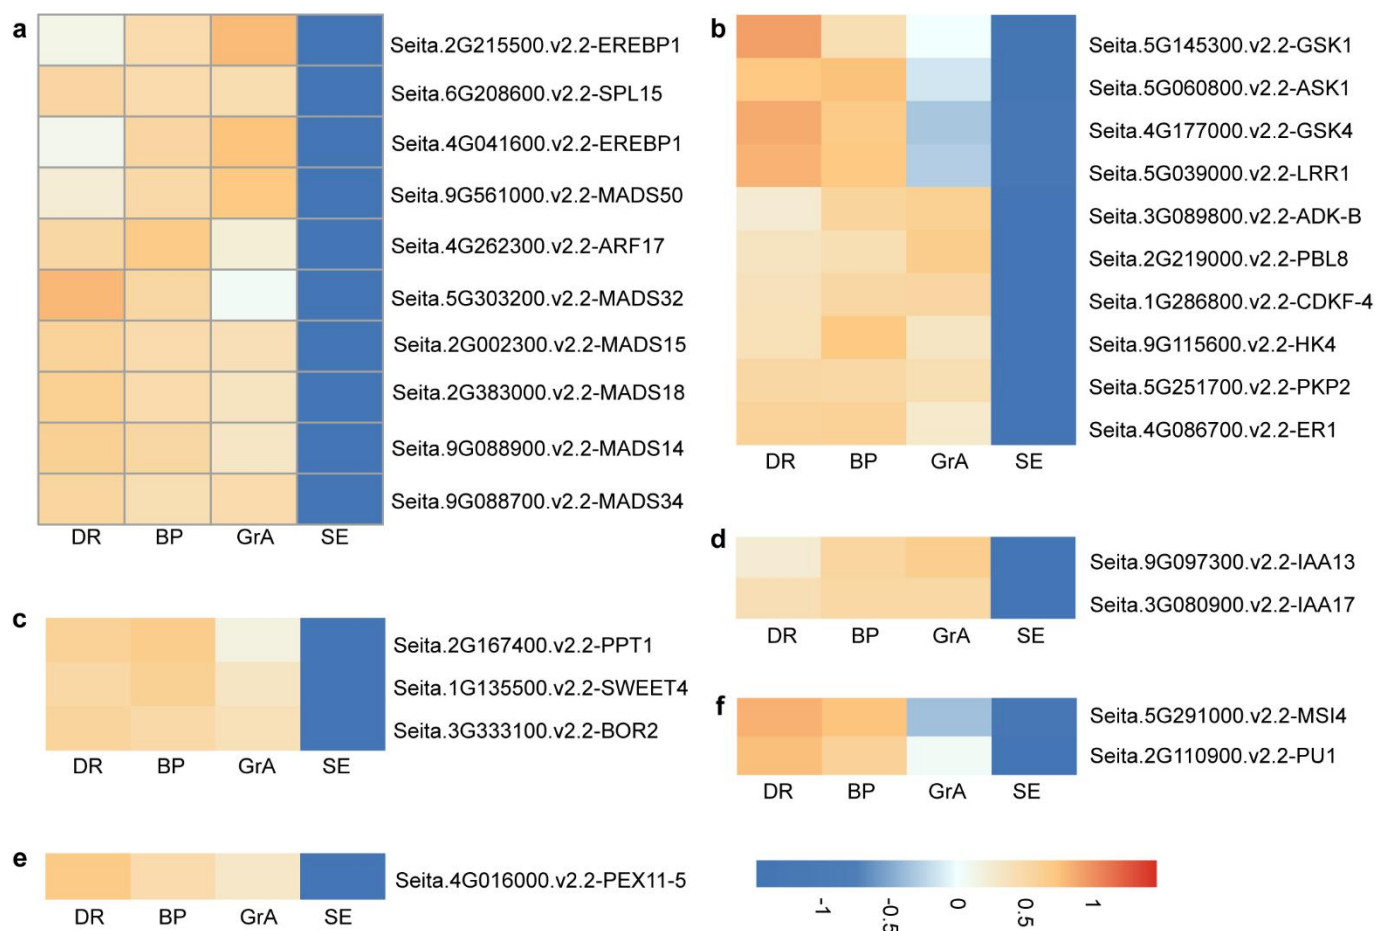 a
Seita.2G215500.v2.2-EREBP1
Seita.6G208600.v2.2-SPL15
Seita.4G041600.v2.2-EREBP1
Seita.9G561000.v2.2-MADS50
Seita.4G262300.v2.2-ARF17
Seita.5G303200.v2.2-MADS32
Seita.2G002300.v2.2-MADS15
Seita.2G383000.v2.2-MADS18
Seita.9G088900.v2.2-MADS14
Seita.9G088700.v2.2-MADS34
DR BP GrA SE
b
Seita.5G145300.v2.2-GSK1
Seita.5G060800.v2.2-ASK1
Seita.4G177000.v2.2-GSK4
Seita.5G039000.v2.2-LRR1
Seita.3G089800.v2.2-ADK-B
Seita.2G219000.v2.2-PBL8
Seita.1G286800.v2.2-CDKF-4
Seita.9G115600.v2.2-HK4
Seita.5G251700.v2.2-PKP2
Seita.4G086700.v2.2-ER1
DR BP GrA SE
c
Seita.2G167400.v2.2-PPT1
Seita.1G135500.v2.2-SWEET4
Seita.3G333100.v2.2-BOR2
DR BP GrA SE
d
Seita.9G097300.v2.2-IAA13
Seita.3G080900.v2.2-IAA17
DR BP GrA SE
e
Seita.4G016000.v2.2-PEX11-5
DR BP GrA SE
f
Seita.5G291000.v2.2-MSI4
Seita.2G110900.v2.2-PU1
DR BP GrA SE
-1 -0.5 0 0.5 1